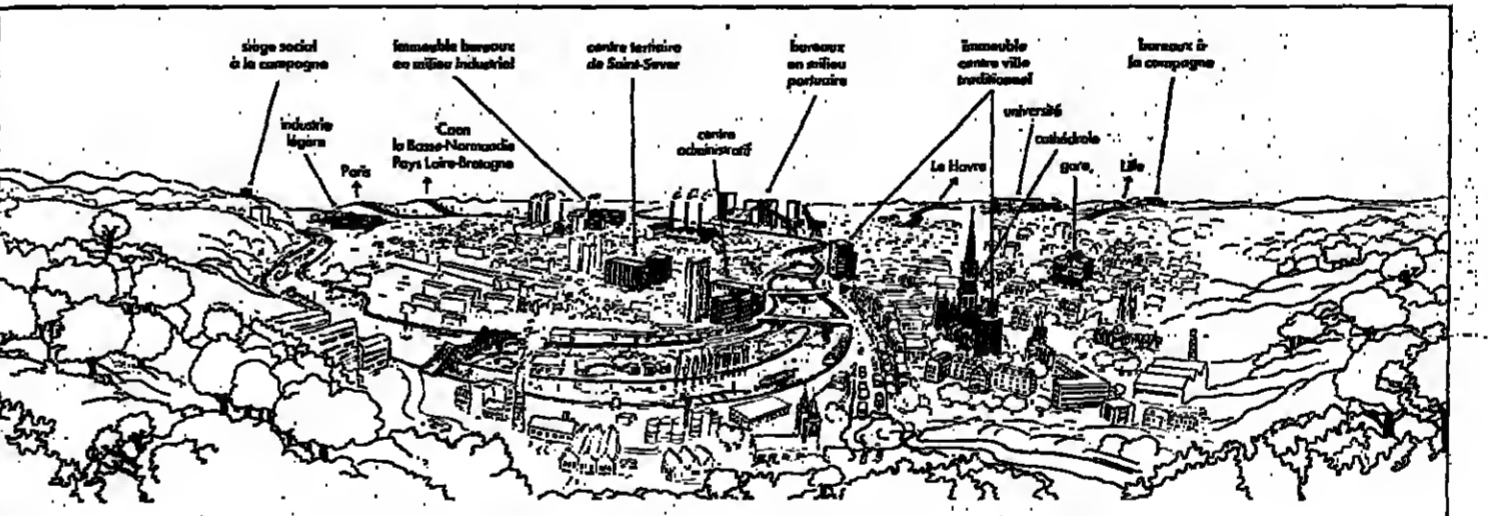 siège social
à la campagne
immeuble bureaux
en milieu industriel
centre tertiaire
de Saint-Sever
bureaux
en milieu
portuaire
immeuble
centre ville
traditionnel
bureaux à
la campagne
industrie
légère
Paris
Caen
la Basse-Normandie
Pays Loire-Bretagne
centre
administratif
Le Havre
université
cathédrale
gare
Lille